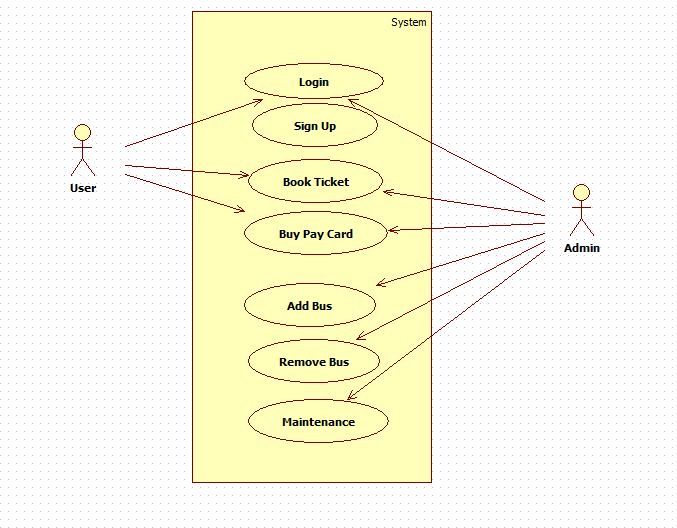 System
Login
Sign Up
User
Book Ticket
Buy Pay Card
Admin
Add Bus
Remove Bus
Maintenance